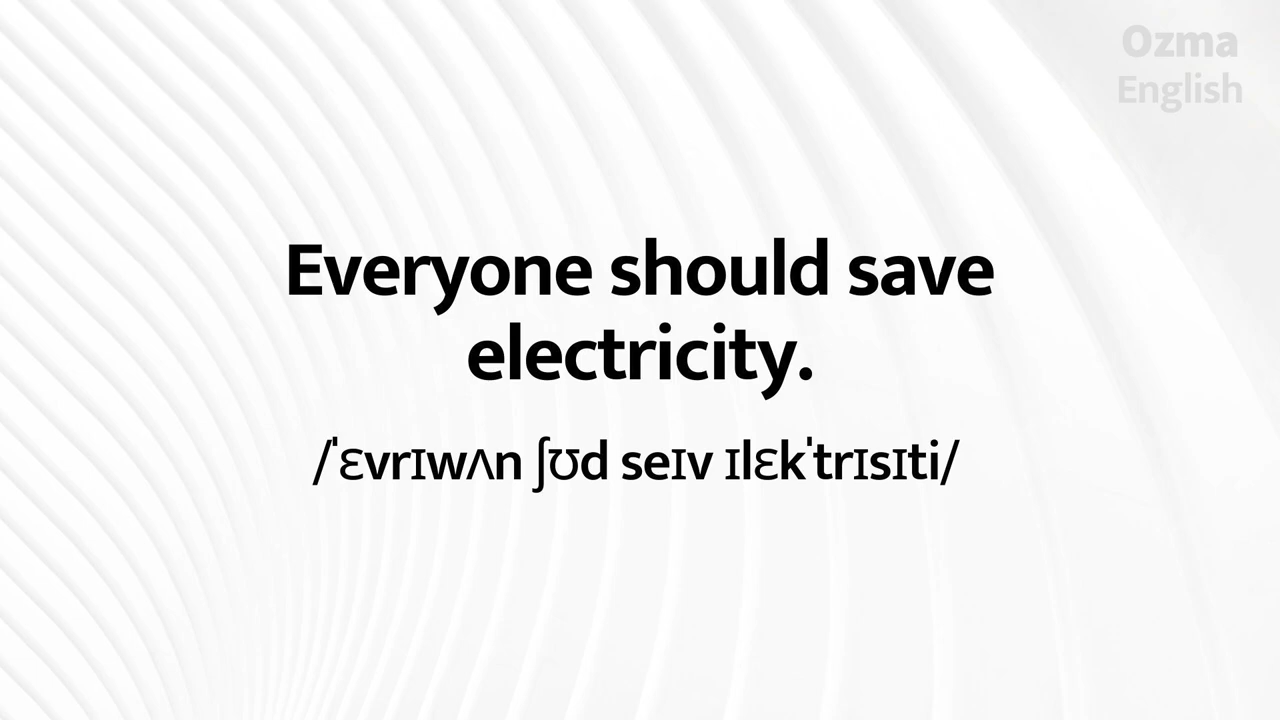 Ozma
English
Everyone should save
electricity.
/ˈɛvrɪwʌn ʃʊd seɪv ɪlɛkˈtrɪsɪti/